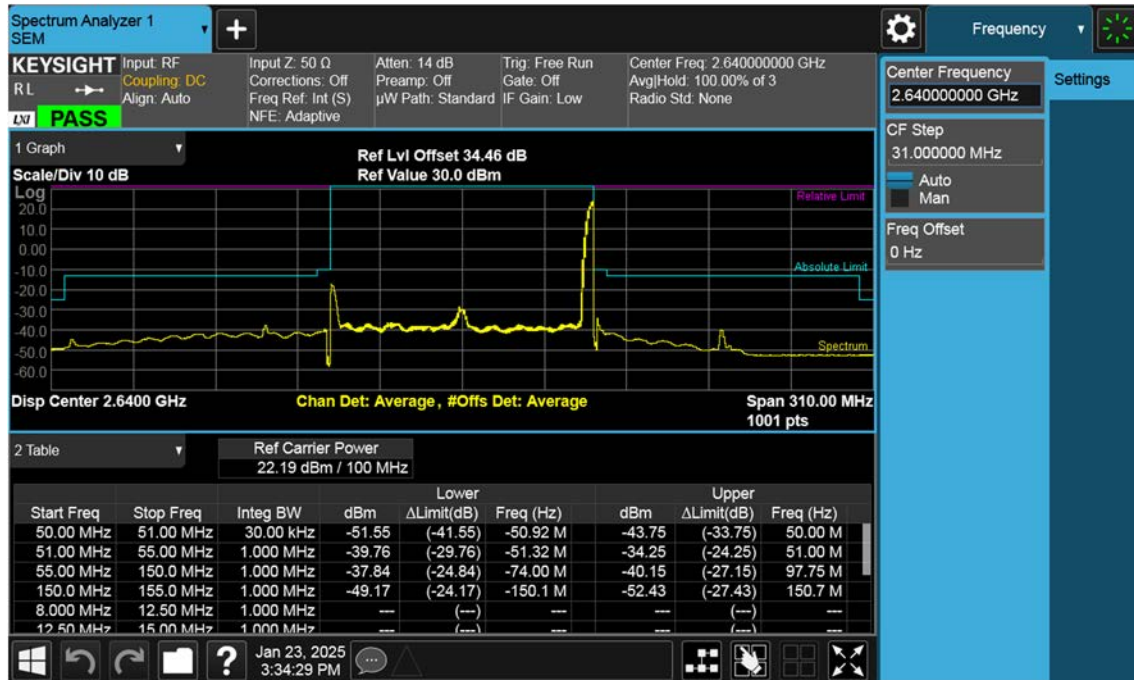 Spectrum Analyzer 1
SEM
Frequency
KEYSIGHT
R L
LXI PASS
Input: RF
Coupling: DC
Align: Auto
Input Z: 50 Ω
Corrections: Off
Freq Ref: Int (S)
NFE: Adaptive
Atten: 14 dB
Preamp: Off
µW Path: Standard
Trig: Free Run
Gate: Off
IF Gain: Low
Center Freq: 2.640000000 GHz
Avg|Hold: 100.00% of 3
Radio Std: None
Center Frequency
2.640000000 GHz
Settings
CF Step
31.000000 MHz
Auto
Man
Freq Offset
0 Hz
1 Graph
Scale/Div 10 dB
Ref Lvl Offset 34.46 dB
Ref Value 30.0 dBm
Log
20.0
10.0
0.00
-10.0
-20.0
-30.0
-40.0
-50.0
-60.0
Relative Limit
Absolute Limit
Spectrum
Disp Center 2.6400 GHz
Chan Det: Average, #Offs Det: Average
Span 310.00 MHz
1001 pts
2 Table
Ref Carrier Power
22.19 dBm / 100 MHz
Lower Upper
Start Freq Stop Freq Integ BW dBm ΔLimit(dB) Freq (Hz) dBm ΔLimit(dB) Freq (Hz)
50.00 MHz 51.00 MHz 30.00 kHz -51.55 (-41.55) -50.92 M -43.75 (-33.75) 50.00 M
51.00 MHz 55.00 MHz 1.000 MHz -39.76 (-29.76) -51.32 M -34.25 (-24.25) 51.00 M
55.00 MHz 150.0 MHz 1.000 MHz -37.84 (-24.84) -74.00 M -40.15 (-27.15) 97.75 M
150.0 MHz 155.0 MHz 1.000 MHz -49.17 (-24.17) -150.1 M -52.43 (-27.43) 150.7 M
8.000 MHz 12.50 MHz 1.000 MHz --- (---) --- --- (---) ---
12.50 MHz 15.00 MHz 1.000 MHz --- (---) --- --- (---) ---
?
Jan 23, 2025
3:34:29 PM